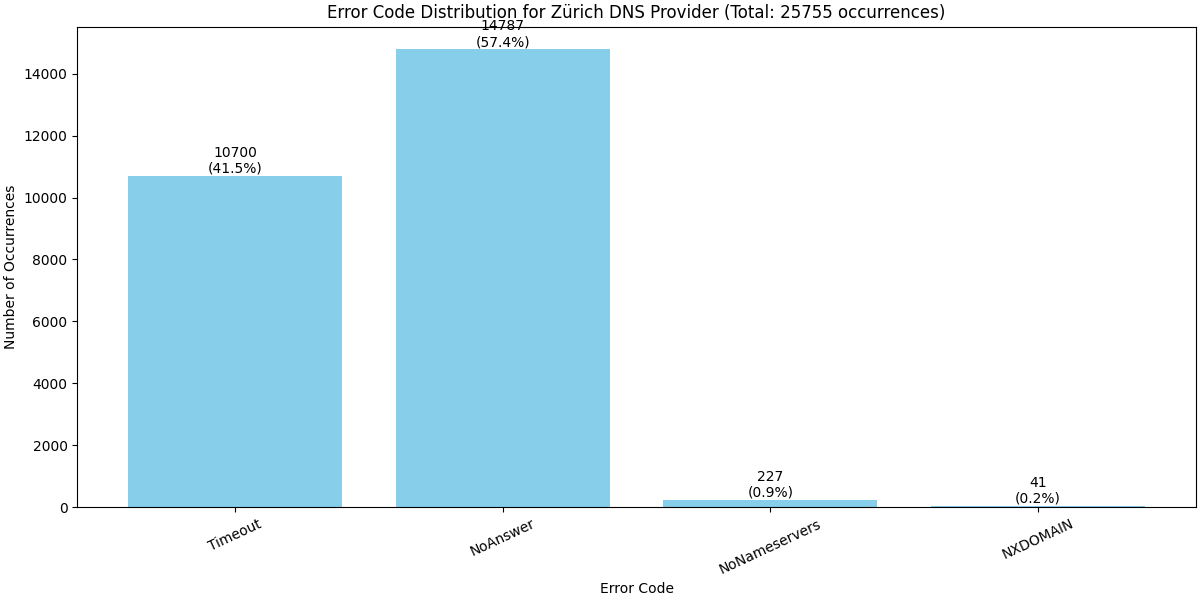 Error Code Distribution for Zürich DNS Provider (Total: 25755 occurrences)
14787
(57.4%)
10700
(41.5%)
227
(0.9%)
41
(0.2%)
Number of Occurrences
14000
12000
10000
8000
6000
4000
2000
0
Timeout
NoAnswer
NoNameservers
NXDOMAIN
Error Code